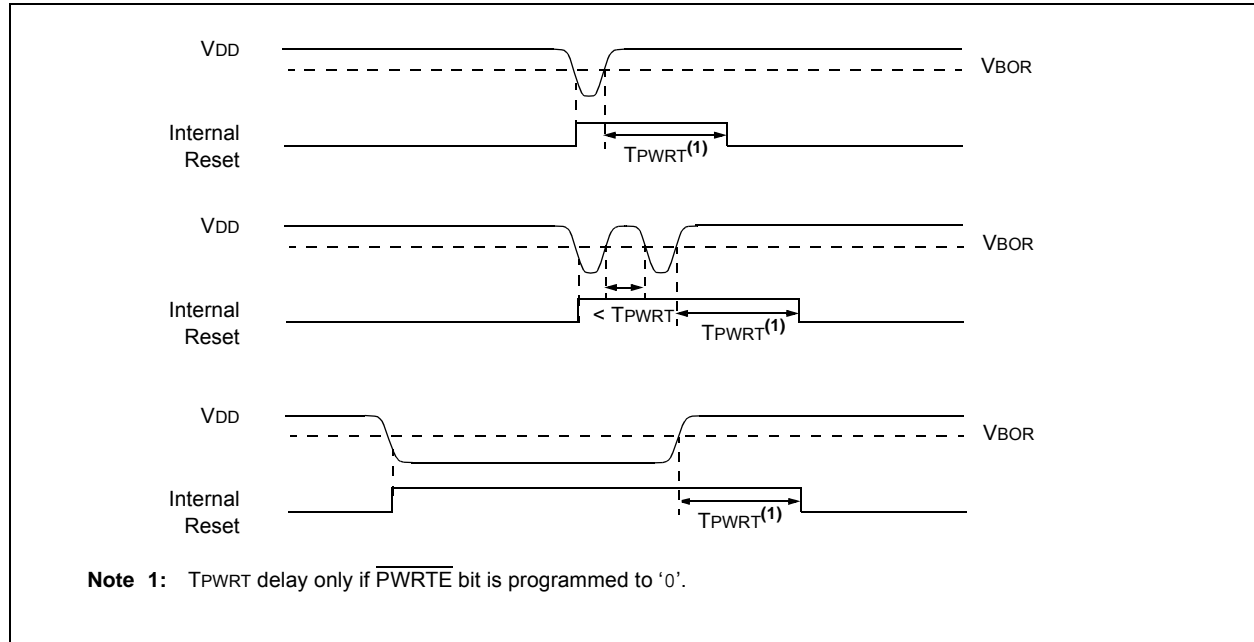 VDD
VBOR
Internal
Reset
TPWRT(1)
VDD
VBOR
Internal
Reset
< TPWRT
TPWRT(1)
VDD
VBOR
Internal
Reset
TPWRT(1)
Note 1: TPWRT delay only if PWRTE bit is programmed to ‘0’.